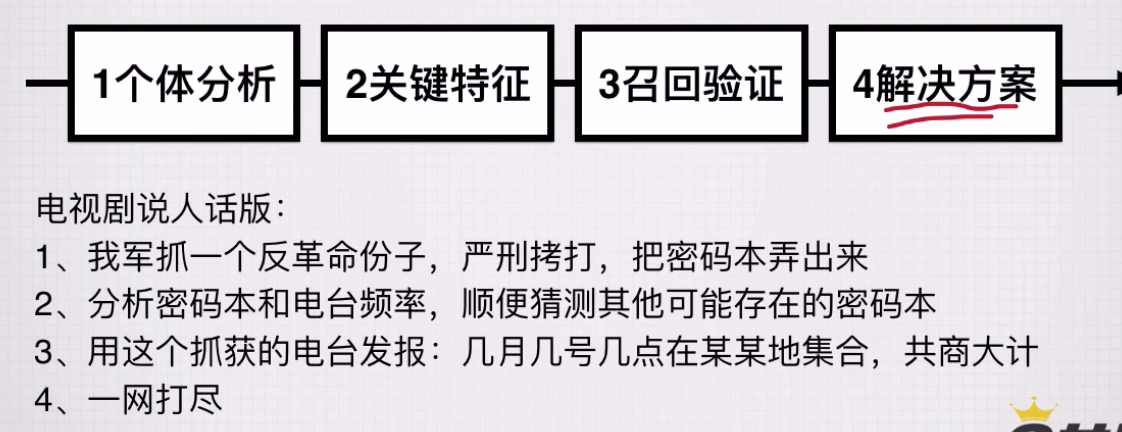 1个体分析 2关键特征 3召回验证 4解决方案
电视剧说人话版：
1、我军抓一个反革命份子，严刑拷打，把密码本弄出来
2、分析密码本和电台频率，顺便猜测其他可能存在的密码本
3、用这个抓获的电台发报：几月几号几点在某某地集合，共商大计
4、一网打尽